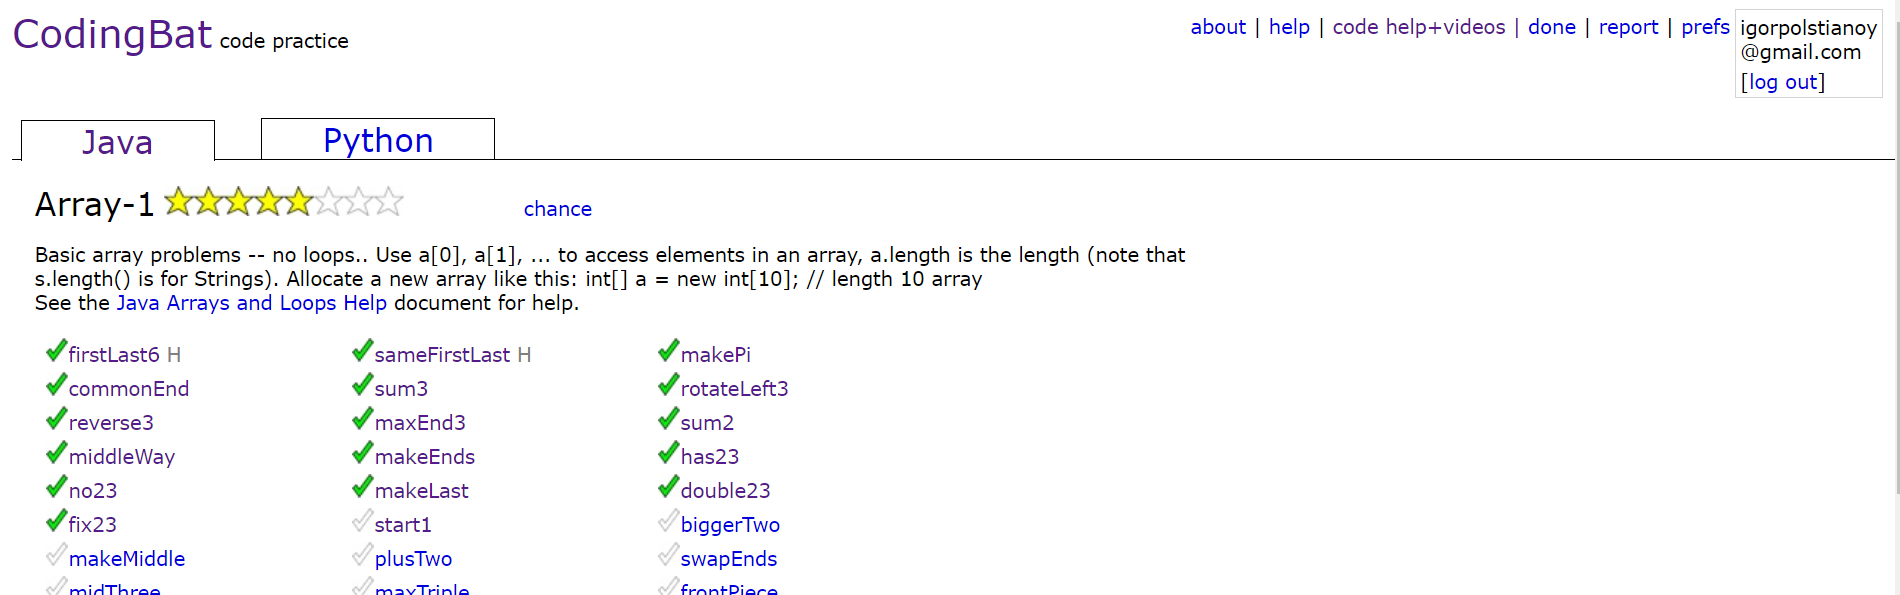 CodingBat code practice
about | help | code help+videos | done | report | prefs
igorpolstianoy
@gmail.com
[log out]
Java
Python
Array-1
chance
Basic array problems -- no loops.. Use a[0], a[1], ... to access elements in an array, a.length is the length (note that
s.length() is for Strings). Allocate a new array like this: int[] a = new int[10]; // length 10 array
See the Java Arrays and Loops Help document for help.
firstLast6 H sameFirstLast H makePi
commonEnd sum3 rotateLeft3
reverse3 maxEnd3 sum2
middleWay makeEnds has23
no23 makeLast double23
fix23 start1 biggerTwo
makeMiddle plusTwo swapEnds
midThree maxTriple frontPiece